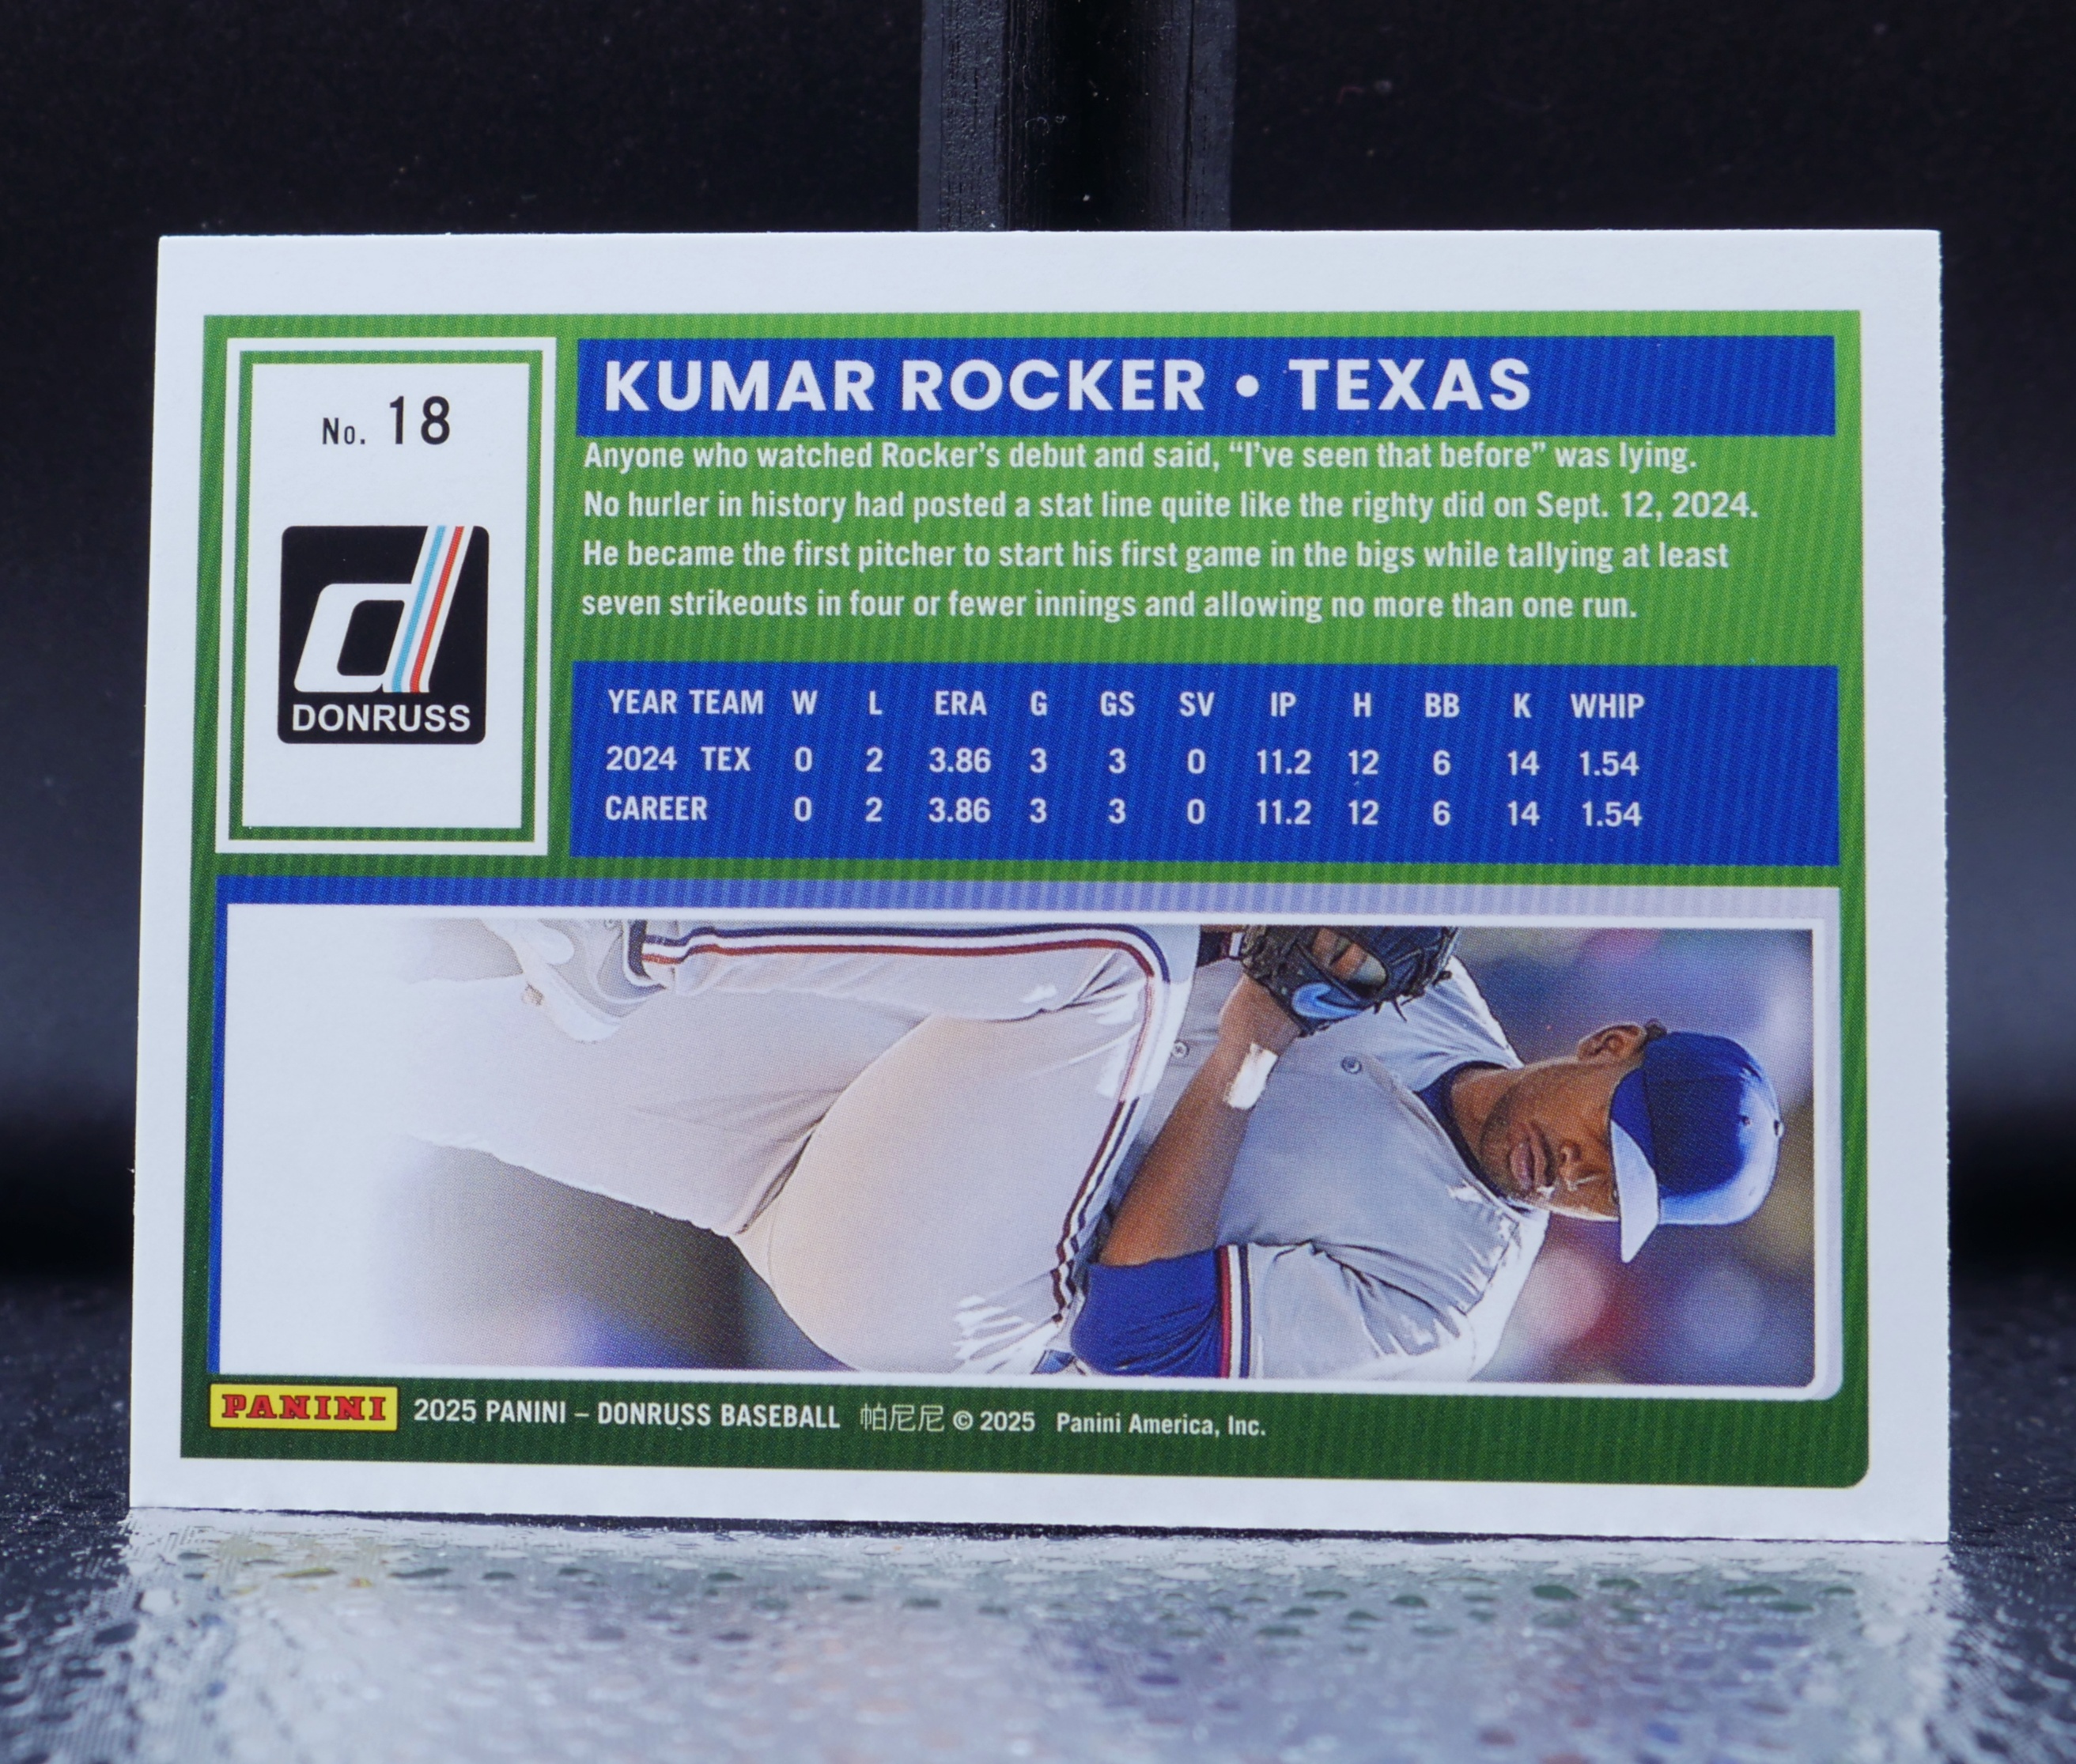 No. 18
DONRUSS
KUMAR ROCKER • TEXAS
Anyone who watched Rocker's debut and said, “I've seen that before” was lying.
No hurler in history had posted a stat line quite like the righty did on Sept. 12, 2024.
He became the first pitcher to start his first game in the bigs while tallying at least
seven strikeouts in four or fewer innings and allowing no more than one run.
YEAR TEAM W L ERA G GS SV IP H BB K WHIP
2024 TEX 0 2 3.86 3 3 0 11.2 12 6 14 1.54
CAREER 0 2 3.86 3 3 0 11.2 12 6 14 1.54
PANINI 2025 PANINI – DONRUSS BASEBALL 帕尼尼 © 2025 Panini America, Inc.